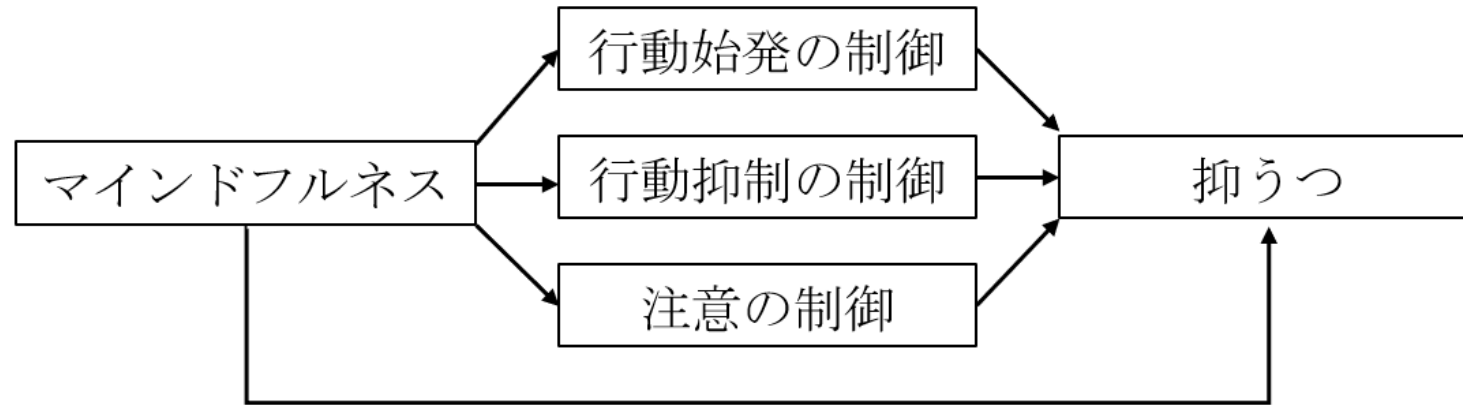 行動始発の制御
マインドフルネス
行動抑制の制御
抑うつ
注意の制御